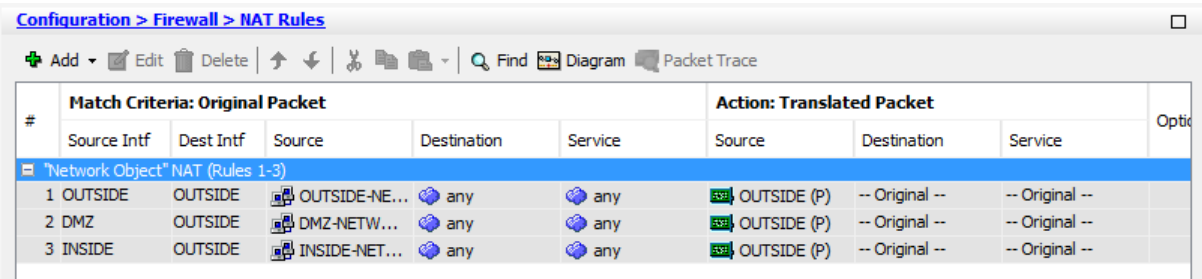 Configuration > Firewall > NAT Rules
Add Edit Delete Find Diagram Packet Trace
# Match Criteria: Original Packet Action: Translated Packet Optio
Source Intf Dest Intf Source Destination Service Source Destination Service
"Network Object" NAT (Rules 1-3)
1 OUTSIDE OUTSIDE OUTSIDE-NE... any any OUTSIDE (P) -- Original -- -- Original --
2 DMZ OUTSIDE DMZ-NETW... any any OUTSIDE (P) -- Original -- -- Original --
3 INSIDE OUTSIDE INSIDE-NET... any any OUTSIDE (P) -- Original -- -- Original --